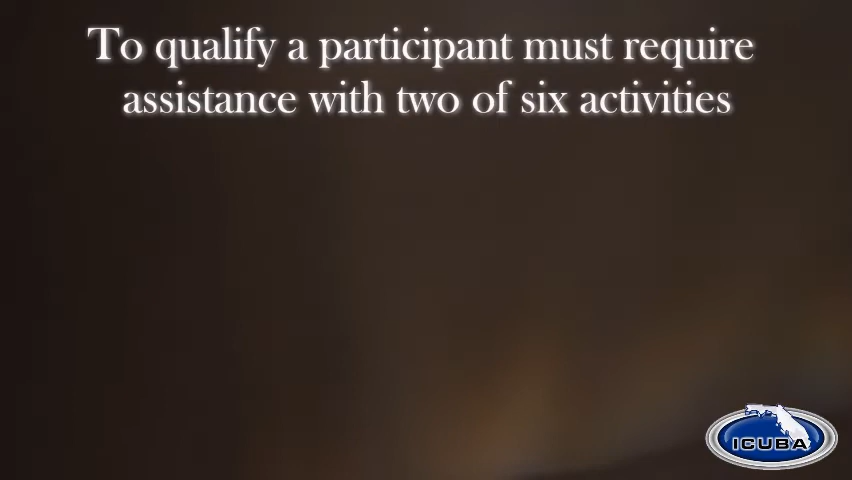 To qualify a participant must require
assistance with two of six activities
ICUBA